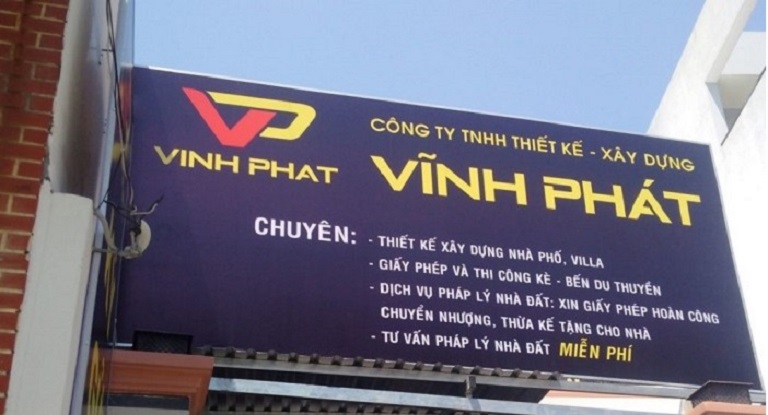 VINH PHAT
CÔNG TY TNHH THIẾT KẾ - XÂY DỰNG
VĨNH PHÁT
CHUYÊN:
- THIẾT KẾ XÂY DỰNG NHÀ PHỐ, VILLA
- GIẤY PHÉP VÀ THI CÔNG KÈ - BẾN DU THUYỀN
- DỊCH VỤ PHÁP LÝ NHÀ ĐẤT: XIN GIẤY PHÉP HOÀN CÔNG
CHUYỂN NHƯỢNG, THỪA KẾ TẶNG CHO NHÀ
- TƯ VẤN PHÁP LÝ NHÀ ĐẤT MIỄN PHÍ